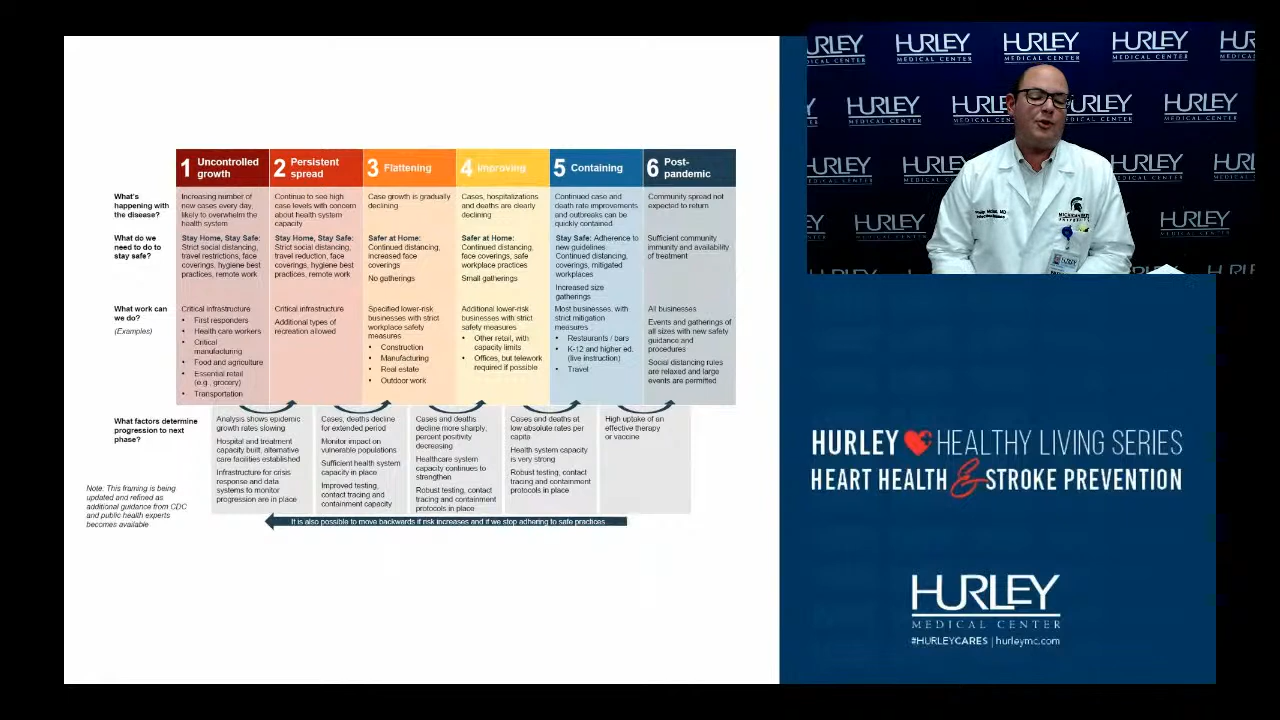 1 Uncontrolled growth
2 Persistent spread
3 Flattening
4 Improving
5 Containing
6 Post-pandemic
What's
happening with
the disease?
Increasing number of
new cases every day,
likely to overwhelm the
health system
Continue to see high
case levels with concern
about health system
capacity
Case growth is gradually
declining
Cases, hospitalizations
and deaths are clearly
declining
Continued case and
death rate improvements
and outbreaks can be
quickly contained
Community spread not
expected to return
What do we
need to do to
stay safe?
Stay Home, Stay Safe:
Strict social distancing,
travel restrictions, face
coverings, hygiene best
practices, remote work
Stay Home, Stay Safe:
Strict social distancing,
travel reduction, face
coverings, hygiene best
practices, remote work
Safer at Home:
Continued distancing,
increased face
coverings
No gatherings
Safer at Home:
Continued distancing,
face coverings, safe
workplace practices
Small gatherings
Stay Safe: Adherence to
new guidelines
Continued distancing,
coverings, mitigated
workplaces
Increased size
gatherings
Sufficient community
immunity and availability
of treatment
What work can
we do?
(Examples)
Critical infrastructure
• First responders
• Health care workers
• Critical
manufacturing
• Food and agriculture
• Essential retail
(e.g., grocery)
• Transportation
Critical infrastructure
Additional types of
recreation allowed
Specified lower-risk
businesses with strict
workplace safety
measures
• Construction
• Manufacturing
• Real estate
• Outdoor work
Additional lower-risk
businesses with strict
safety measures
• Other retail, with
capacity limits
• Offices, but telework
required if possible
Most businesses, with
strict mitigation
measures
• Restaurants / bars
• K-12 and higher ed.
(live instruction)
• Travel
All businesses
Events and gatherings of
all sizes with new safety
guidance and
procedures
Social distancing rules
are relaxed and large
events are permitted
What factors determine
progression to next
phase?
Analysis shows epidemic
growth rates slowing
Hospital and treatment
capacity built, alternative
care facilities established
Infrastructure for crisis
response and data
systems to monitor
progression are in place
Cases, deaths decline
for extended period
Monitor impact on
vulnerable populations
Sufficient health system
capacity in place
Improved testing,
contact tracing and
containment capacity
Cases and deaths
decline more sharply,
percent positivity
decreasing
Healthcare system
capacity continues to
strengthen
Robust testing, contact
tracing and containment
protocols in place
Cases and deaths at
low absolute rates per
capita
Health system capacity
is very strong
Robust testing, contact
tracing and containment
protocols in place
High uptake of an
effective therapy
or vaccine
Note: This framing is being
updated and refined as
additional guidance from CDC
and public health experts
becomes available
It is also possible to move backwards if risk increases and if we stop adhering to safe practices
HURLEY
MEDICAL CENTER
HURLEY HEALTHY LIVING SERIES
HEART HEALTH & STROKE PREVENTION
HURLEY
MEDICAL CENTER
#HURLEYCARES | hurleymc.com